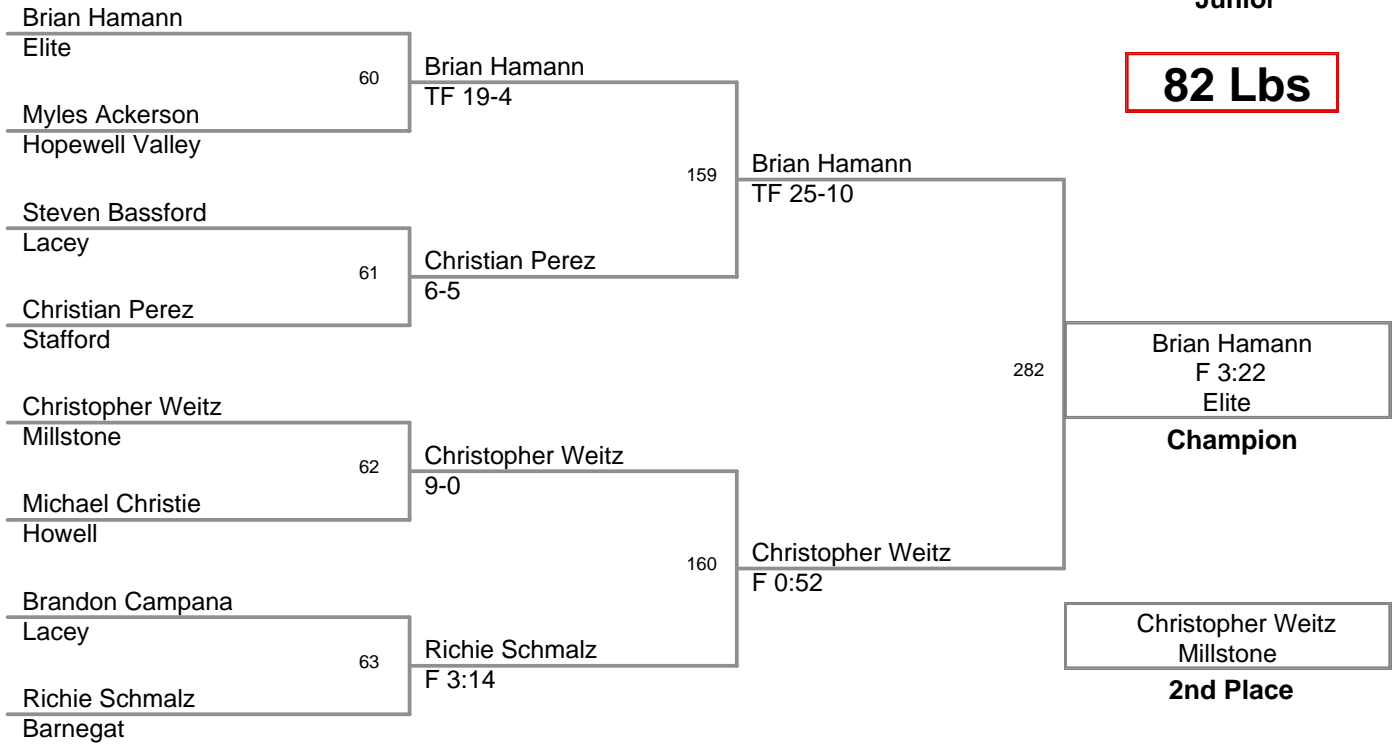 Junior
82 Lbs
Brian Hamann
Elite
60
Myles Ackerson
Hopewell Valley
Brian Hamann
TF 19-4
Steven Bassford
Lacey
61
Christian Perez
Stafford
Christian Perez
6-5
159
Brian Hamann
TF 25-10
Christopher Weitz
Millstone
62
Michael Christie
Howell
Christopher Weitz
9-0
Brandon Campana
Lacey
63
Richie Schmalz
Barnegat
Richie Schmalz
F 3:14
160
Christopher Weitz
F 0:52
282
Brian Hamann
F 3:22
Elite
Champion
Christopher Weitz
Millstone
2nd Place